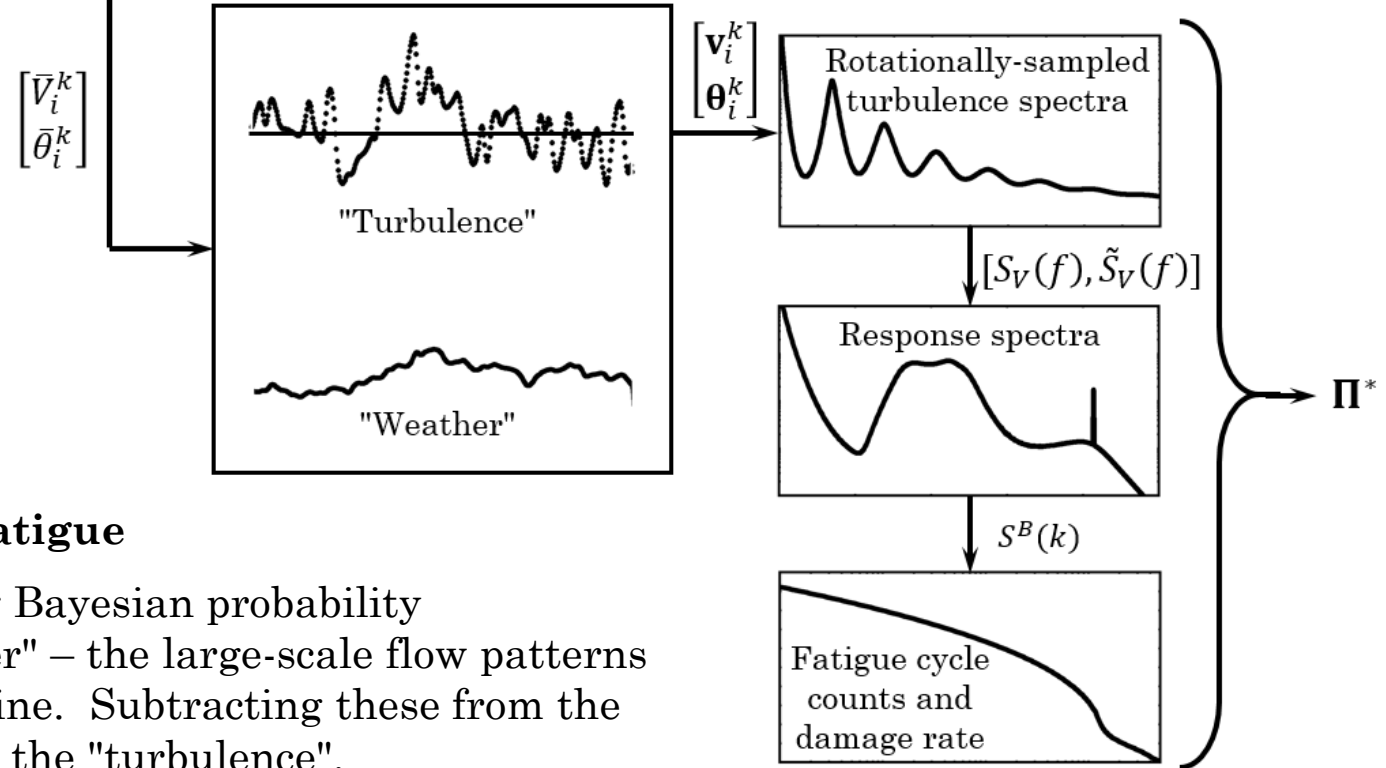 [V̄ᵢᵏ
θ̄ᵢᵏ]
"Turbulence"
"Weather"
[𝐯ᵢᵏ
𝛉ᵢᵏ]
Rotationally-sampled
turbulence spectra
[S_V(f), S̃_V(f)]
Response spectra
S^B(k)
Fatigue cycle
counts and
damage rate
𝚷*
atigue
Bayesian probability
er" – the large-scale flow patterns
ine.  Subtracting these from the
the "turbulence".